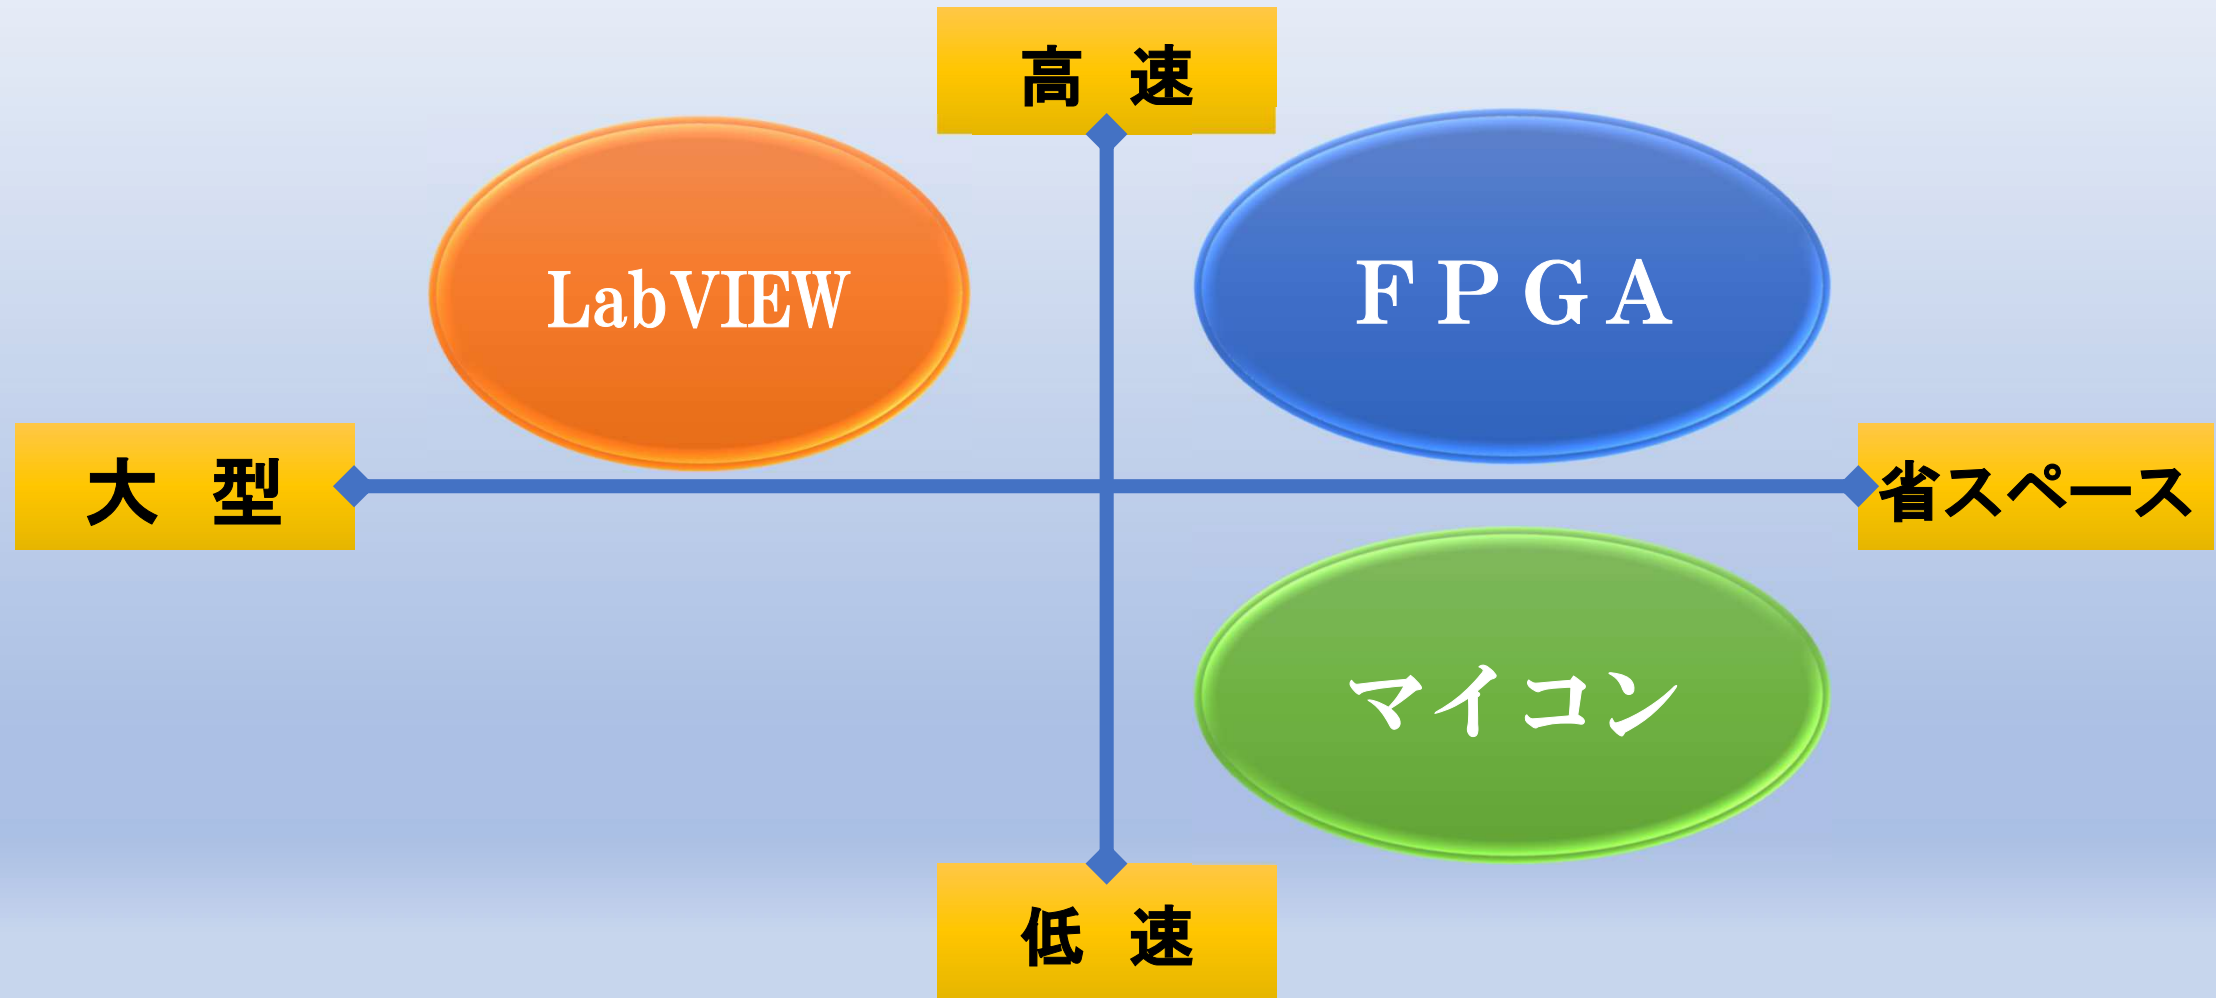 高 速
LabVIEW
ＦＰＧＡ
大 型
省スペース
マイコン
低 速